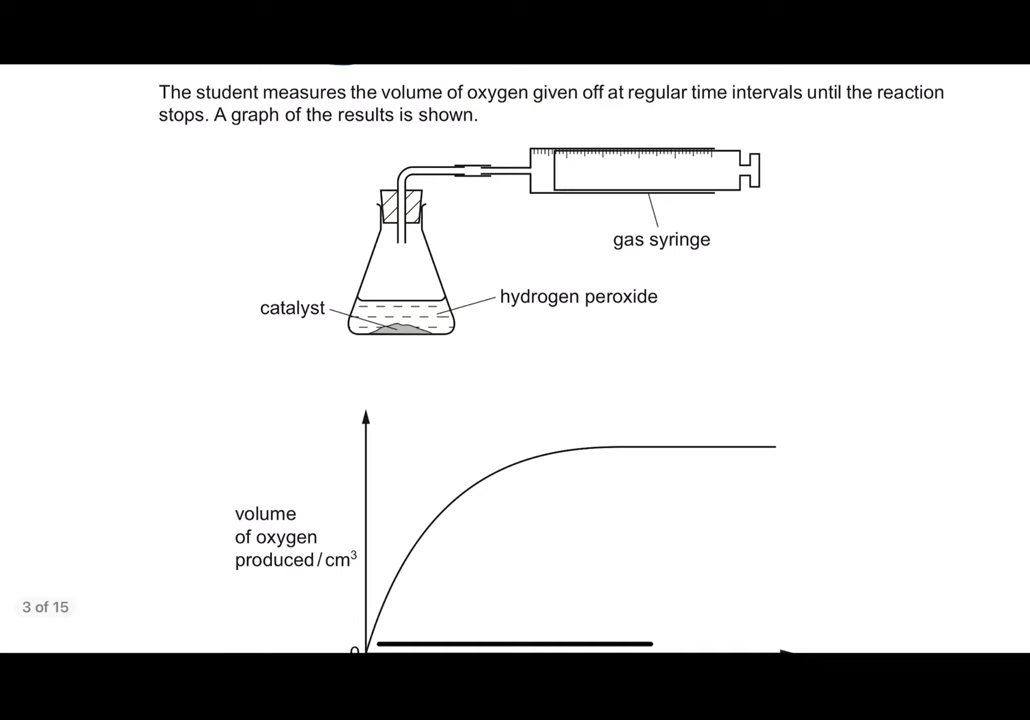 The student measures the volume of oxygen given off at regular time intervals until the reaction
stops. A graph of the results is shown.
gas syringe
hydrogen peroxide
catalyst
volume
of oxygen
produced / cm³
3 of 15
0